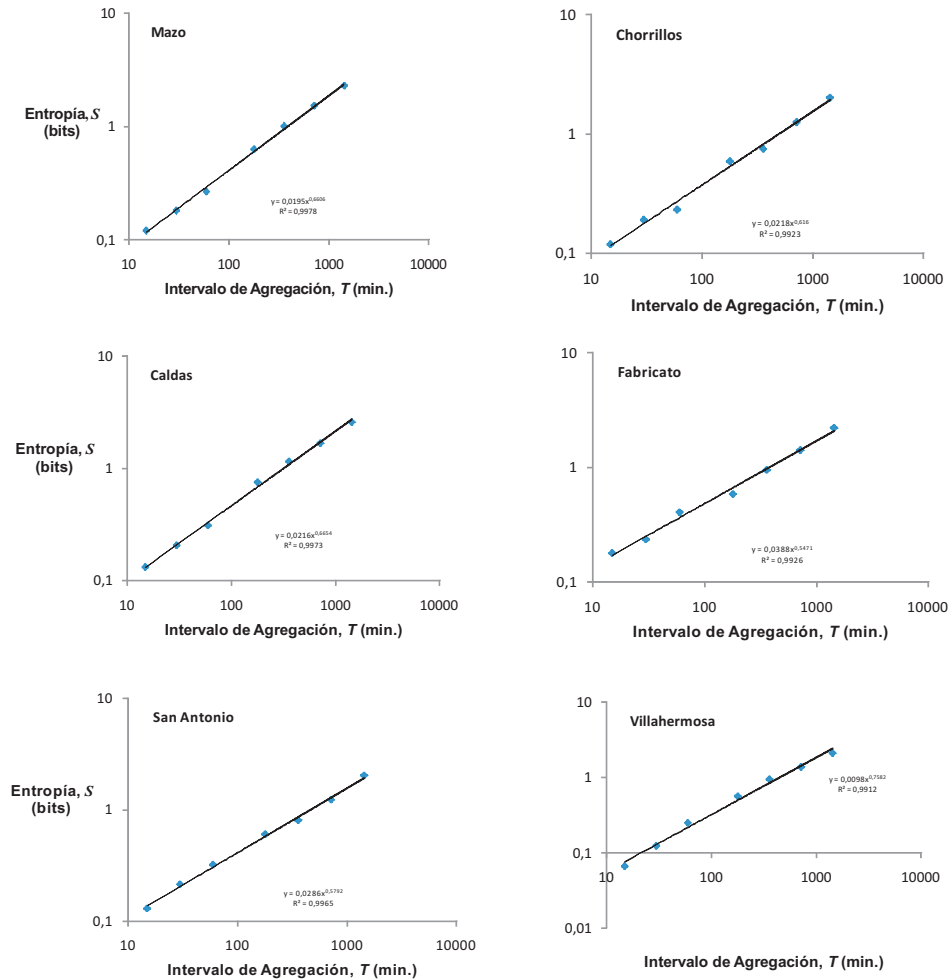 10
Mazo
Entropía, S
(bits)
1
y = 0,0195x^0,6606
R² = 0,9978
0,1
10 100 1000 10000
Intervalo de Agregación, T (min.)
10
Chorrillos
1
y = 0,0218x^0,616
R² = 0,9923
0,1
10 100 1000 10000
Intervalo de Agregación, T (min.)
10
Caldas
Entropía, S
(bits)
1
y = 0,0216x^0,6654
R² = 0,9973
0,1
10 100 1000 10000
Intervalo de Agregación, T (min.)
10
Fabricato
1
y = 0,0388x^0,5471
R² = 0,9926
0,1
10 100 1000 10000
Intervalo de Agregación, T (min.)
10
San Antonio
Entropía, S
(bits)
1
y = 0,0286x^0,5792
R² = 0,9965
0,1
10 100 1000 10000
Intervalo de Agregación, T (min.)
10
Villahermosa
1
y = 0,0098x^0,7582
R² = 0,9912
0,1
10 100 1000 10000
0,01
Intervalo de Agregación, T (min.)